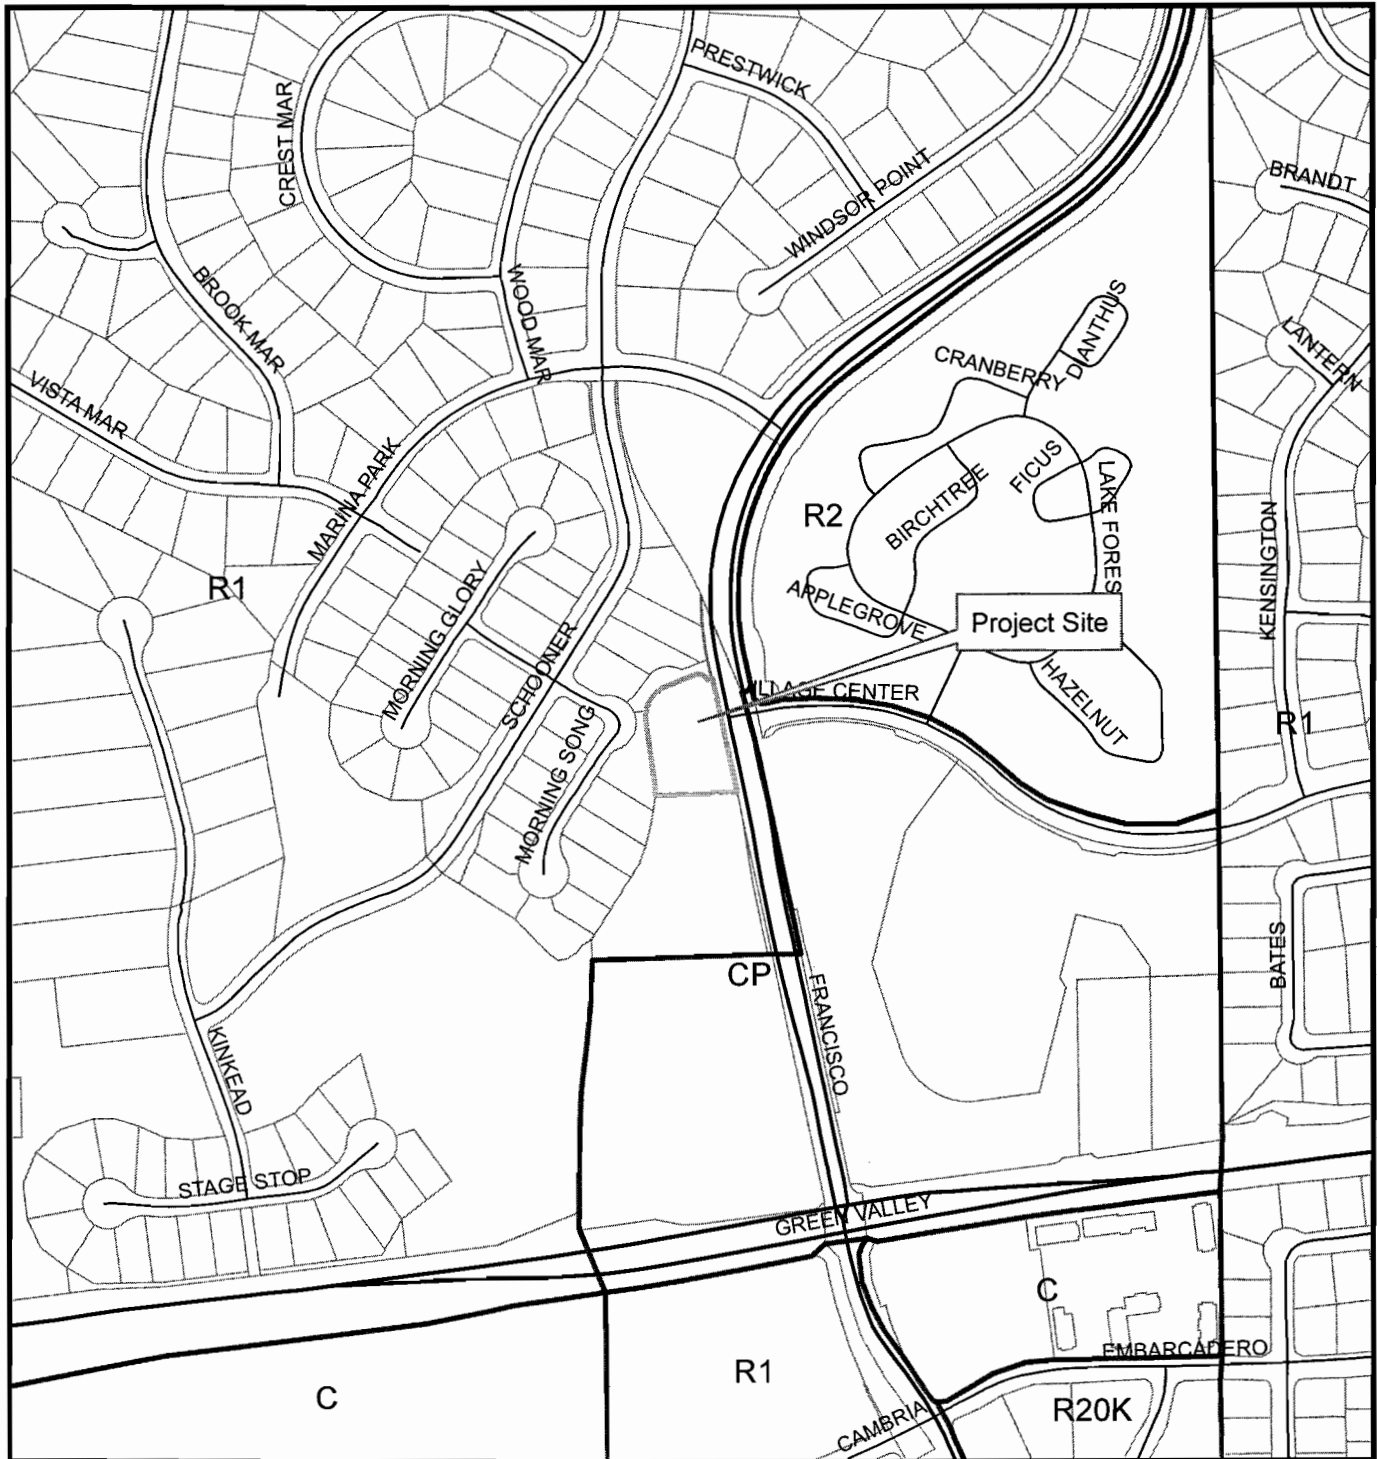 PRESTWICK
CREST MAR
WINDSOR POINT
BRANDT
BROOK MAR
WOOD MAR
DIANTHUS
CRANBERRY
LANTERN
VISTA MAR
MARINA PARK
FICUS
BIRCHTREE
LAKE FORES
R2
KENSINGTON
R1
MORNING GLORY
APPLEGROVE
Project Site
SCHOONER
ILLAGE CENTER
HAZELNUT
R1
MORNING SONG
BATES
CP
FRANCISCO
KINKEAD
STAGE STOP
GREEN VALLEY
C
EMBARCADERO
R1
C
R20K
CAMBRIA